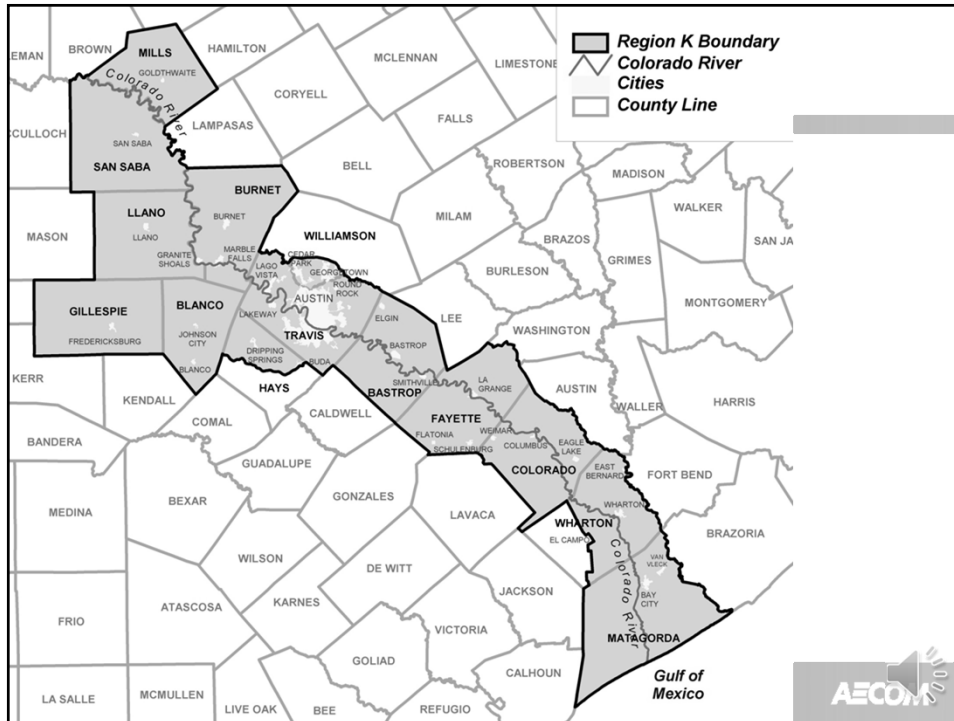 Region K Boundary
Colorado River
Cities
County Line
LEMAN
BROWN
MILLS
HAMILTON
MCLENNAN
LIMESTONE
GOLDTHWAITE
Colorado River
CORYELL
CCULLOCH
LAMPASAS
FALLS
SAN SABA
SAN SABA
BELL
ROBERTSON
MADISON
BURNET
WALKER
LLANO
BURNET
MILAM
MASON
LLANO
WILLIAMSON
BRAZOS
SAN JA
GRANITE
SHOALS
MARBLE
FALLS
LAGO
VISTA
CEDAR
PARK
GEORGETOWN
ROUND
ROCK
BURLESON
GRIMES
AUSTIN
MONTGOMERY
GILLESPIE
BLANCO
LAKEWAY
ELGIN
LEE
WASHINGTON
FREDERICKSBURG
JOHNSON
CITY
TRAVIS
BASTROP
DRIPPING
SPRINGS
BUDA
BLANCO
KERR
HAYS
SMITHVILLE
BASTROP
LA
GRANGE
AUSTIN
WALLER
HARRIS
KENDALL
CALDWELL
COMAL
FAYETTE
BANDERA
FLATONIA
WEIMAR
SCHULENBURG
COLUMBUS
EAGLE
LAKE
GUADALUPE
COLORADO
EAST
BERNARD
FORT BEND
BEXAR
GONZALES
MEDINA
LAVACA
WHARTON
WHARTON
EL CAMPO
BRAZORIA
WILSON
DE WITT
Colorado River
VAN
VLECK
JACKSON
BAY
CITY
ATASCOSA
KARNES
FRIO
VICTORIA
MATAGORDA
GOLIAD
CALHOUN
Gulf of
Mexico
LA SALLE
MCMULLEN
LIVE OAK
BEE
REFUGIO
AECOM